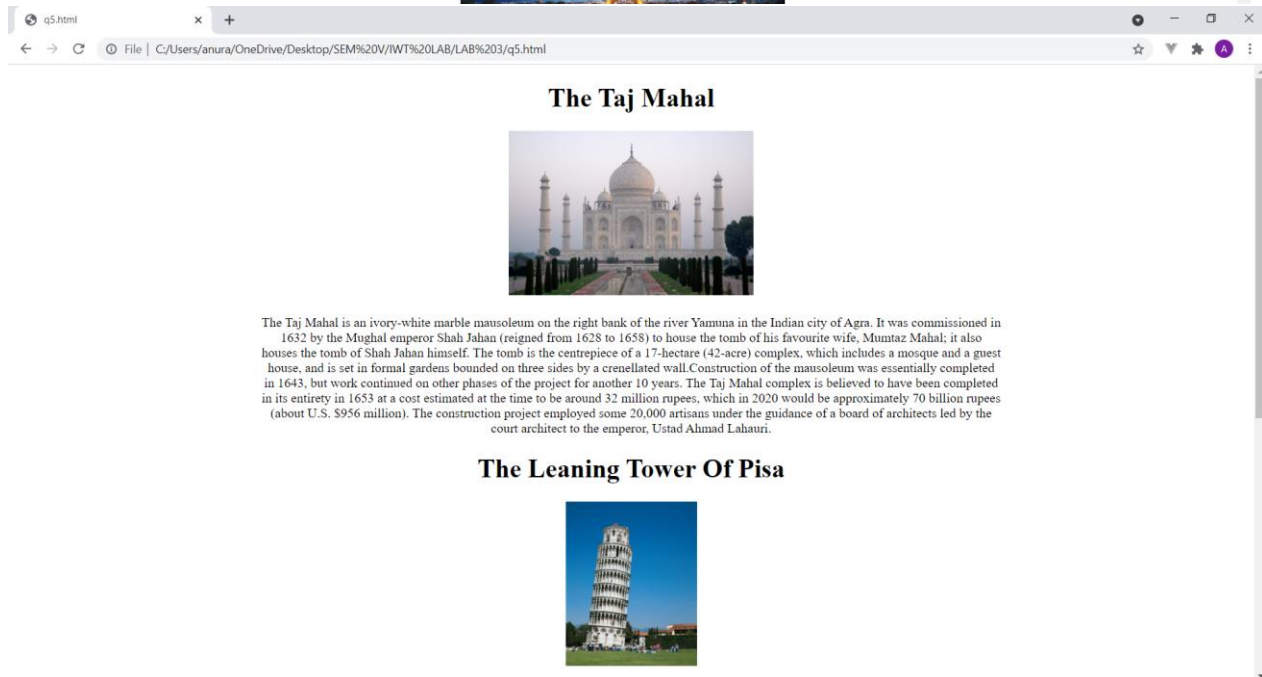 q5.html
File | C:/Users/anura/OneDrive/Desktop/SEM%20V/IWT%20LAB/LAB%203/q5.html
A
The Taj Mahal
The Taj Mahal is an ivory-white marble mausoleum on the right bank of the river Yamuna in the Indian city of Agra. It was commissioned in
1632 by the Mughal emperor Shah Jahan (reigned from 1628 to 1658) to house the tomb of his favourite wife, Mumtaz Mahal; it also
houses the tomb of Shah Jahan himself. The tomb is the centrepiece of a 17-hectare (42-acre) complex, which includes a mosque and a guest
house, and is set in formal gardens bounded on three sides by a crenellated wall.Construction of the mausoleum was essentially completed
in 1643, but work continued on other phases of the project for another 10 years. The Taj Mahal complex is believed to have been completed
in its entirety in 1653 at a cost estimated at the time to be around 32 million rupees, which in 2020 would be approximately 70 billion rupees
(about U.S. $956 million). The construction project employed some 20,000 artisans under the guidance of a board of architects led by the
court architect to the emperor, Ustad Ahmad Lahauri.
The Leaning Tower Of Pisa